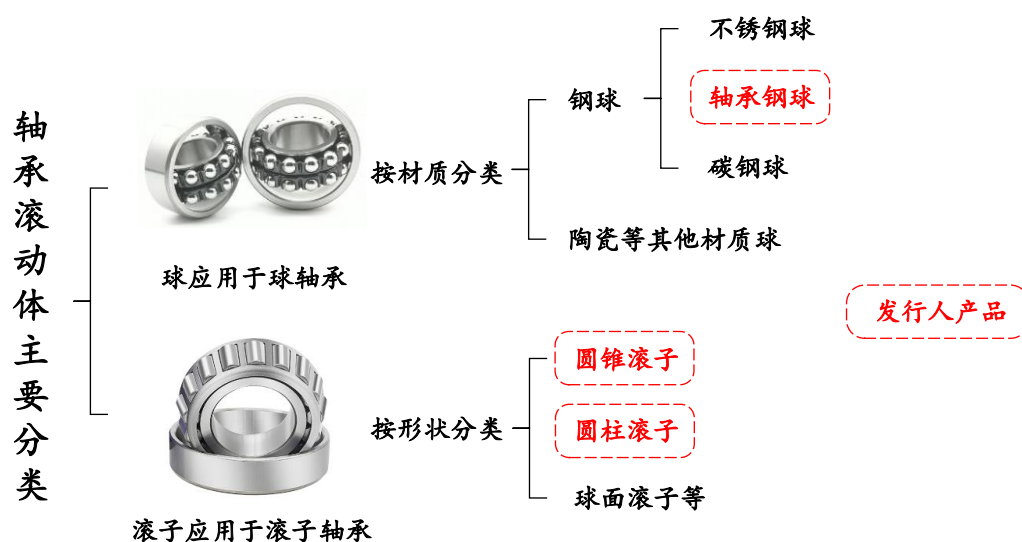 轴承滚动体主要分类
球应用于球轴承
按材质分类
钢球
不锈钢球
轴承钢球
碳钢球
陶瓷等其他材质球
发行人产品
滚子应用于滚子轴承
按形状分类
圆锥滚子
圆柱滚子
球面滚子等